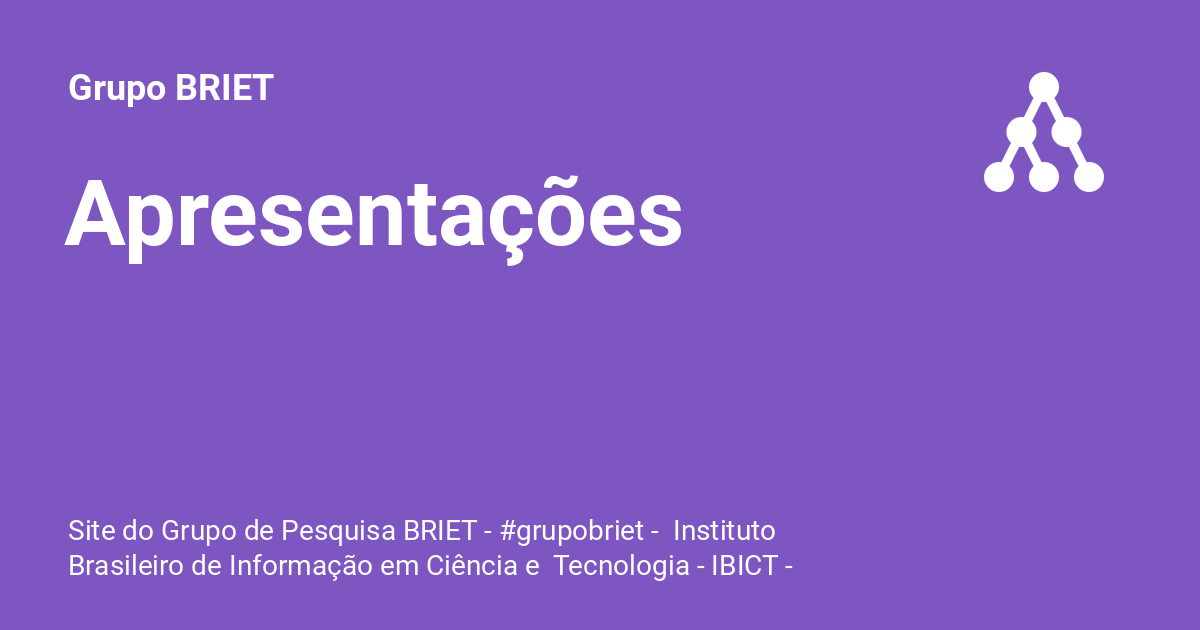 Grupo BRIET
Apresentações
Site do Grupo de Pesquisa BRIET - #grupobriet -  Instituto
Brasileiro de Informação em Ciência e  Tecnologia - IBICT -